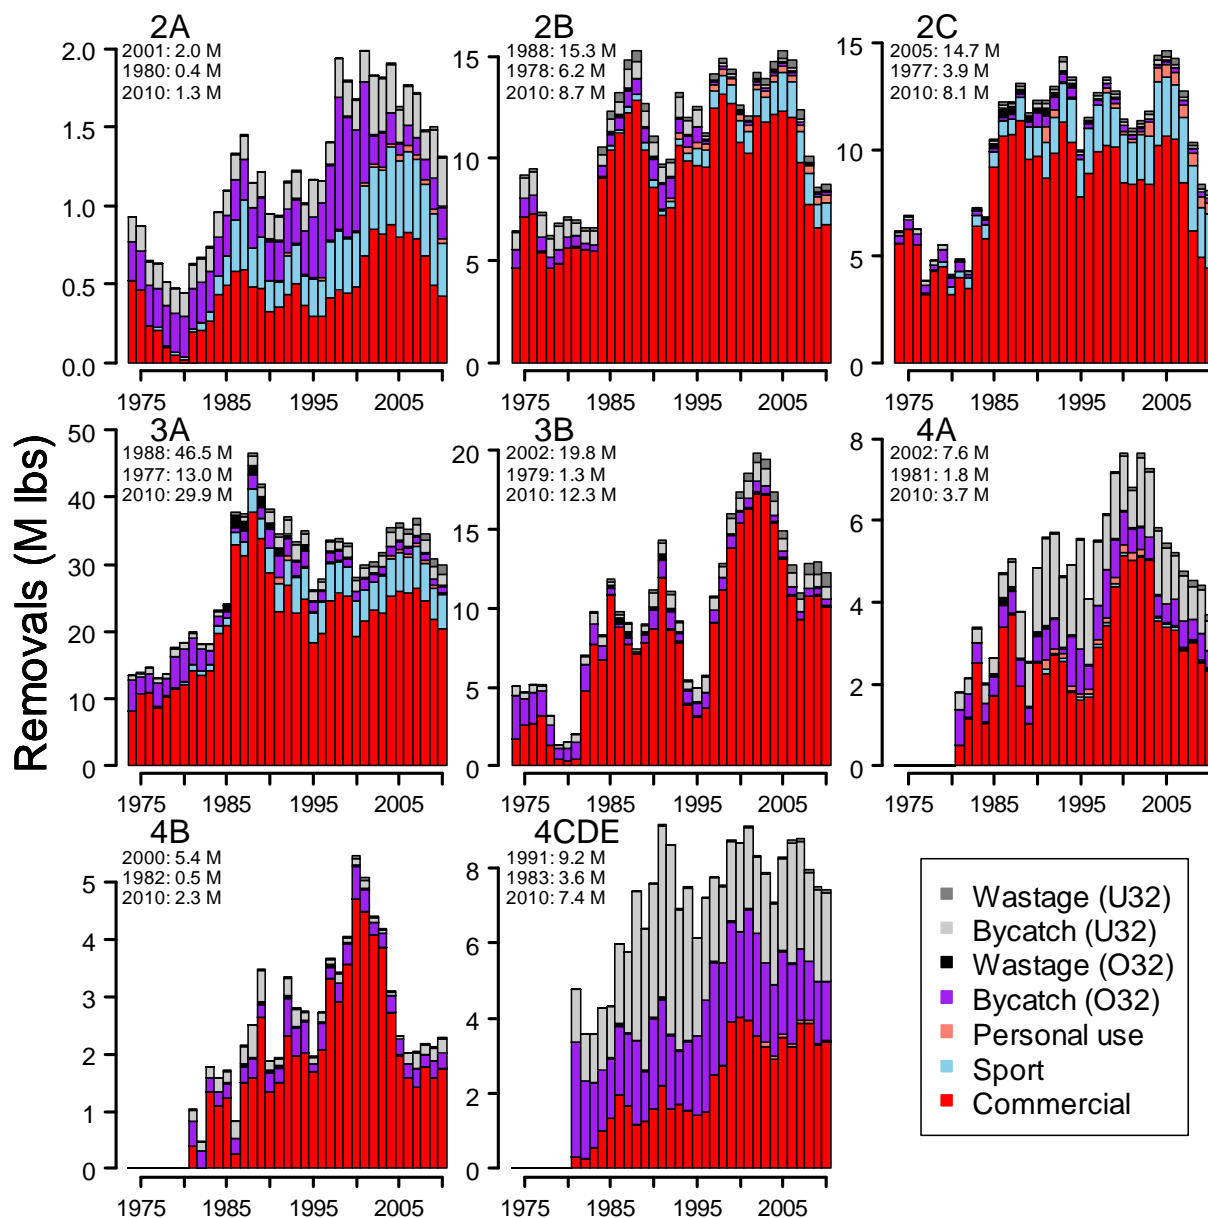 2A
2001: 2.0 M
1980: 0.4 M
2010: 1.3 M
2.0
1.5
1.0
0.5
0.0
1975 1985 1995 2005
2B
1988: 15.3 M
1978: 6.2 M
2010: 8.7 M
15
10
5
0
1975 1985 1995 2005
2C
2005: 14.7 M
1977: 3.9 M
2010: 8.1 M
15
10
5
0
1975 1985 1995 2005
Removals (M lbs)
3A
1988: 46.5 M
1977: 13.0 M
2010: 29.9 M
50
40
30
20
10
0
1975 1985 1995 2005
3B
2002: 19.8 M
1979: 1.3 M
2010: 12.3 M
20
15
10
5
0
1975 1985 1995 2005
4A
2002: 7.6 M
1981: 1.8 M
2010: 3.7 M
8
6
4
2
0
1975 1985 1995 2005
4B
2000: 5.4 M
1982: 0.5 M
2010: 2.3 M
5
4
3
2
1
0
1975 1985 1995 2005
4CDE
1991: 9.2 M
1983: 3.6 M
2010: 7.4 M
8
6
4
2
0
1975 1985 1995 2005
Wastage (U32)
Bycatch (U32)
Wastage (O32)
Bycatch (O32)
Personal use
Sport
Commercial